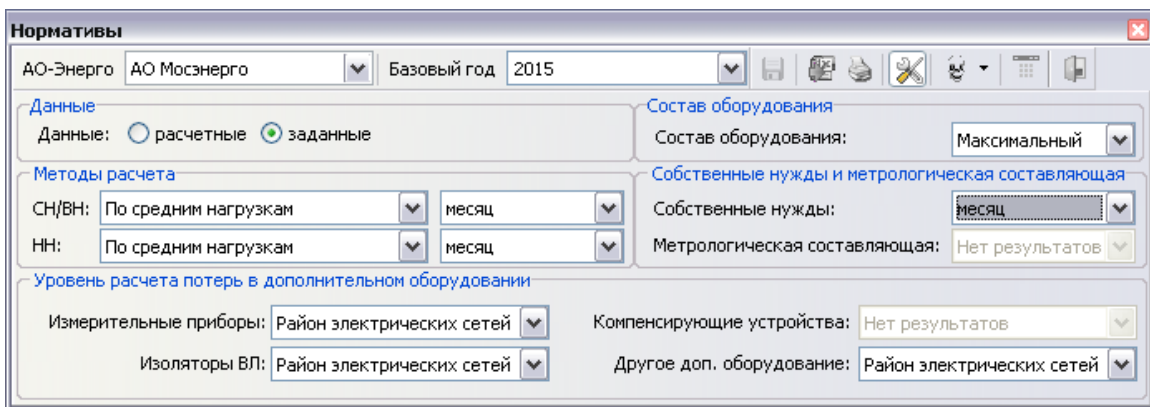 Нормативы
АО-Энерго АО Мосэнерго Базовый год 2015
Данные Состав оборудования
Данные: расчетные заданные Состав оборудования: Максимальный
Методы расчета Собственные нужды и метрологическая составляющая
СН/ВН: По средним нагрузкам месяц Собственные нужды: месяц
НН: По средним нагрузкам месяц Метрологическая составляющая: Нет результатов
Уровень расчета потерь в дополнительном оборудовании
Измерительные приборы: Район электрических сетей Компенсирующие устройства: Нет результатов
Изоляторы ВЛ: Район электрических сетей Другое доп. оборудование: Район электрических сетей